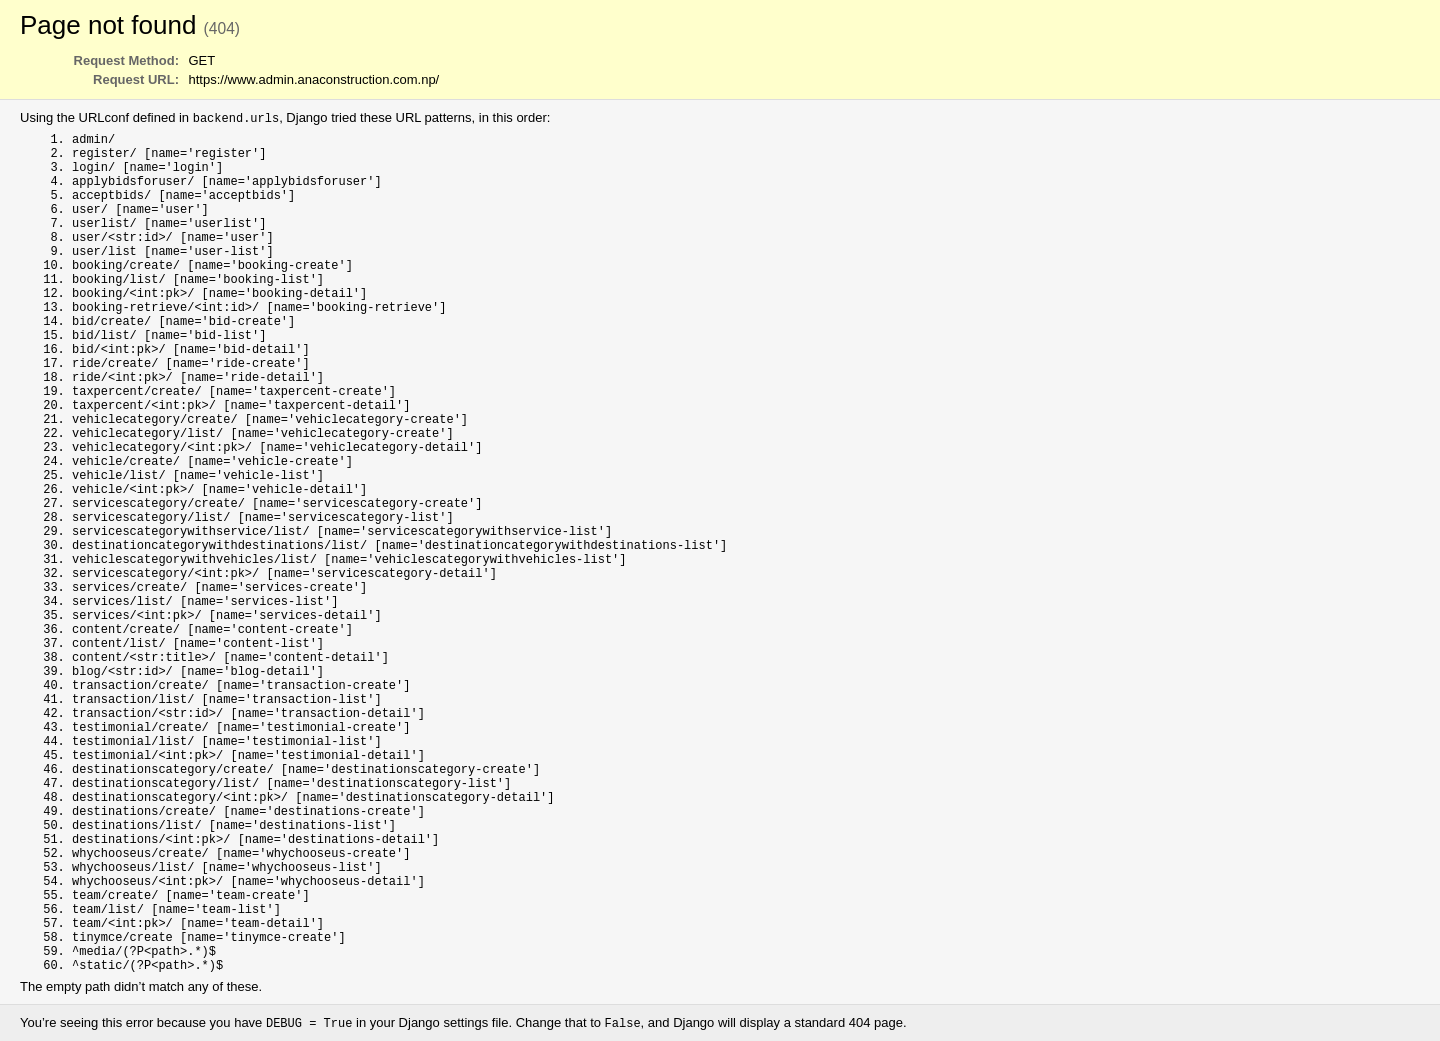 Page not found (404)
Request Method: GET
Request URL: https://www.admin.anaconstruction.com.np/
Using the URLconf defined in backend.urls, Django tried these URL patterns, in this order:
1. admin/
2. register/ [name='register']
3. login/ [name='login']
4. applybidsforuser/ [name='applybidsforuser']
5. acceptbids/ [name='acceptbids']
6. user/ [name='user']
7. userlist/ [name='userlist']
8. user/<str:id>/ [name='user']
9. user/list [name='user-list']
10. booking/create/ [name='booking-create']
11. booking/list/ [name='booking-list']
12. booking/<int:pk>/ [name='booking-detail']
13. booking-retrieve/<int:id>/ [name='booking-retrieve']
14. bid/create/ [name='bid-create']
15. bid/list/ [name='bid-list']
16. bid/<int:pk>/ [name='bid-detail']
17. ride/create/ [name='ride-create']
18. ride/<int:pk>/ [name='ride-detail']
19. taxpercent/create/ [name='taxpercent-create']
20. taxpercent/<int:pk>/ [name='taxpercent-detail']
21. vehiclecategory/create/ [name='vehiclecategory-create']
22. vehiclecategory/list/ [name='vehiclecategory-create']
23. vehiclecategory/<int:pk>/ [name='vehiclecategory-detail']
24. vehicle/create/ [name='vehicle-create']
25. vehicle/list/ [name='vehicle-list']
26. vehicle/<int:pk>/ [name='vehicle-detail']
27. servicescategory/create/ [name='servicescategory-create']
28. servicescategory/list/ [name='servicescategory-list']
29. servicescategorywithservice/list/ [name='servicescategorywithservice-list']
30. destinationcategorywithdestinations/list/ [name='destinationcategorywithdestinations-list']
31. vehiclescategorywithvehicles/list/ [name='vehiclescategorywithvehicles-list']
32. servicescategory/<int:pk>/ [name='servicescategory-detail']
33. services/create/ [name='services-create']
34. services/list/ [name='services-list']
35. services/<int:pk>/ [name='services-detail']
36. content/create/ [name='content-create']
37. content/list/ [name='content-list']
38. content/<str:title>/ [name='content-detail']
39. blog/<str:id>/ [name='blog-detail']
40. transaction/create/ [name='transaction-create']
41. transaction/list/ [name='transaction-list']
42. transaction/<str:id>/ [name='transaction-detail']
43. testimonial/create/ [name='testimonial-create']
44. testimonial/list/ [name='testimonial-list']
45. testimonial/<int:pk>/ [name='testimonial-detail']
46. destinationscategory/create/ [name='destinationscategory-create']
47. destinationscategory/list/ [name='destinationscategory-list']
48. destinationscategory/<int:pk>/ [name='destinationscategory-detail']
49. destinations/create/ [name='destinations-create']
50. destinations/list/ [name='destinations-list']
51. destinations/<int:pk>/ [name='destinations-detail']
52. whychooseus/create/ [name='whychooseus-create']
53. whychooseus/list/ [name='whychooseus-list']
54. whychooseus/<int:pk>/ [name='whychooseus-detail']
55. team/create/ [name='team-create']
56. team/list/ [name='team-list']
57. team/<int:pk>/ [name='team-detail']
58. tinymce/create [name='tinymce-create']
59. ^media/(?P<path>.*)$
60. ^static/(?P<path>.*)$
The empty path didn’t match any of these.
You’re seeing this error because you have DEBUG = True in your Django settings file. Change that to False, and Django will display a standard 404 page.